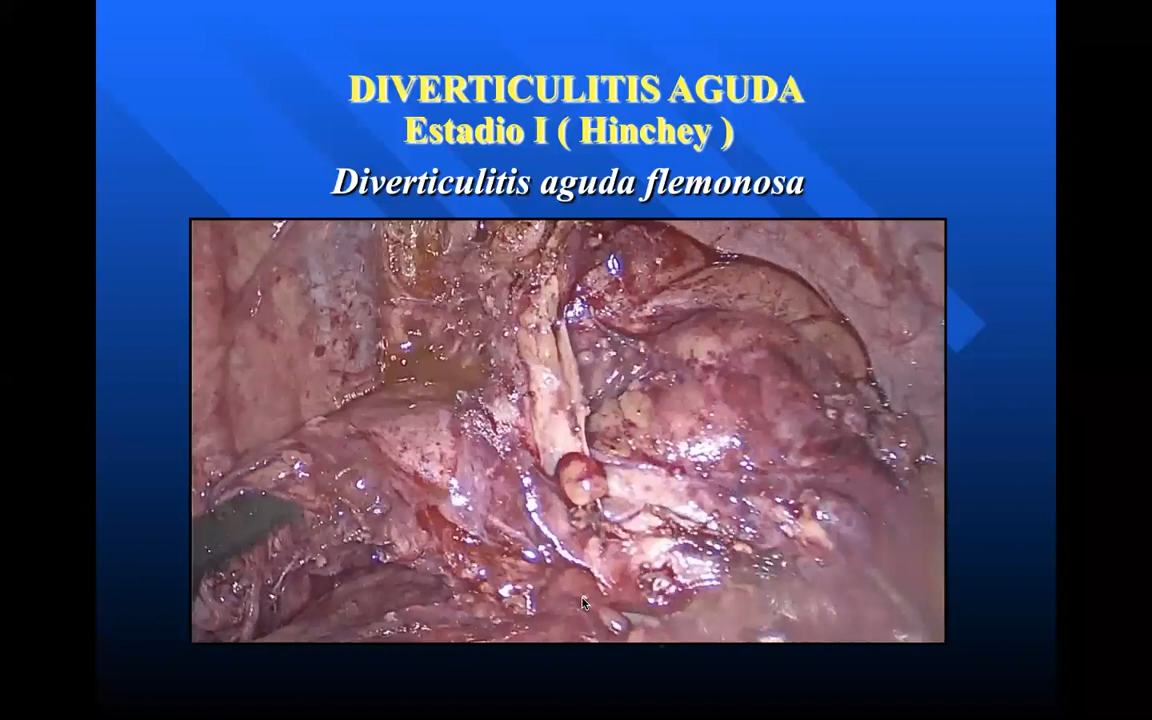 DIVERTICULITIS AGUDA
Estadio I ( Hinchey )
Diverticulitis aguda flemonosa